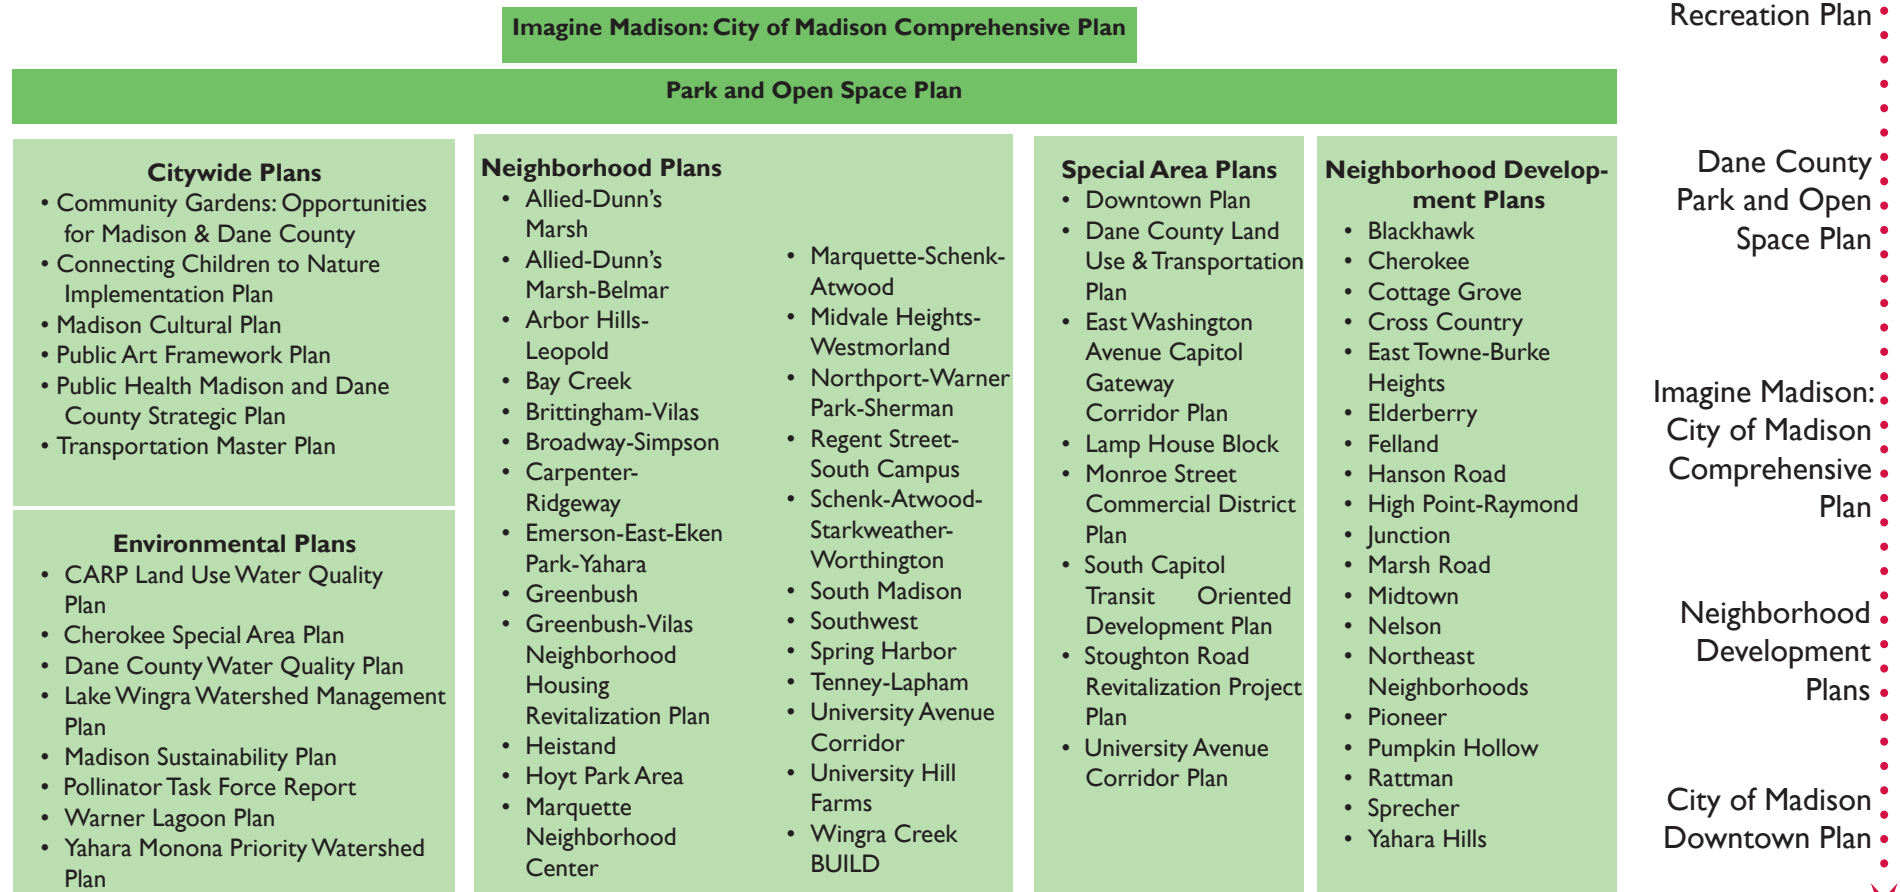 Imagine Madison: City of Madison Comprehensive Plan
Park and Open Space Plan
Citywide Plans
• Community Gardens: Opportunities
for Madison & Dane County
• Connecting Children to Nature
Implementation Plan
• Madison Cultural Plan
• Public Art Framework Plan
• Public Health Madison and Dane
County Strategic Plan
• Transportation Master Plan
Environmental Plans
• CARP Land Use Water Quality
Plan
• Cherokee Special Area Plan
• Dane County Water Quality Plan
• Lake Wingra Watershed Management
Plan
• Madison Sustainability Plan
• Pollinator Task Force Report
• Warner Lagoon Plan
• Yahara Monona Priority Watershed
Plan
Neighborhood Plans
• Allied-Dunn's
Marsh
• Allied-Dunn's
Marsh-Belmar
• Arbor Hills-
Leopold
• Bay Creek
• Brittingham-Vilas
• Broadway-Simpson
• Carpenter-
Ridgeway
• Emerson-East-Eken
Park-Yahara
• Greenbush
• Greenbush-Vilas
Neighborhood
Housing
Revitalization Plan
• Heistand
• Hoyt Park Area
• Marquette
Neighborhood
Center
• Marquette-Schenk-
Atwood
• Midvale Heights-
Westmorland
• Northport-Warner
Park-Sherman
• Regent Street-
South Campus
• Schenk-Atwood-
Starkweather-
Worthington
• South Madison
• Southwest
• Spring Harbor
• Tenney-Lapham
• University Avenue
Corridor
• University Hill
Farms
• Wingra Creek
BUILD
Special Area Plans
• Downtown Plan
• Dane County Land
Use & Transportation
Plan
• East Washington
Avenue Capitol
Gateway
Corridor Plan
• Lamp House Block
• Monroe Street
Commercial District
Plan
• South Capitol
Transit Oriented
Development Plan
• Stoughton Road
Revitalization Project
Plan
• University Avenue
Corridor Plan
Neighborhood Develop-
ment Plans
• Blackhawk
• Cherokee
• Cottage Grove
• Cross Country
• East Towne-Burke
Heights
• Elderberry
• Felland
• Hanson Road
• High Point-Raymond
• Junction
• Marsh Road
• Midtown
• Nelson
• Northeast
Neighborhoods
• Pioneer
• Pumpkin Hollow
• Rattman
• Sprecher
• Yahara Hills
Recreation Plan
Dane County
Park and Open
Space Plan
Imagine Madison:
City of Madison
Comprehensive
Plan
Neighborhood
Development
Plans
City of Madison
Downtown Plan